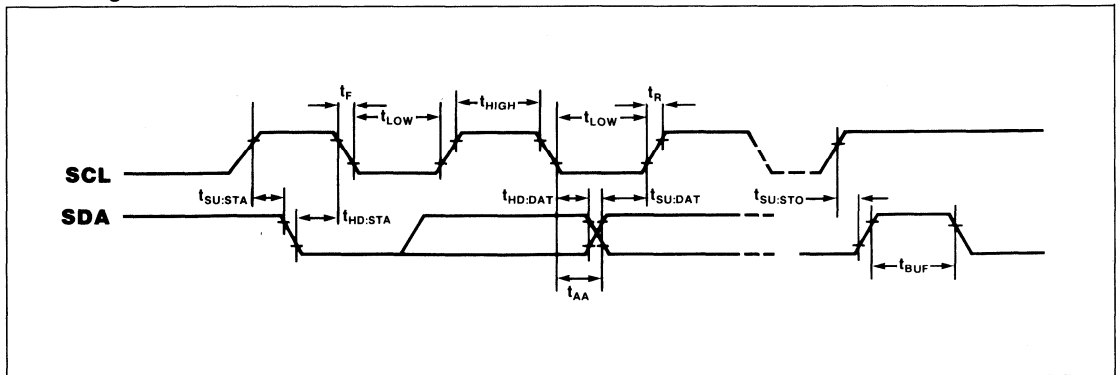 tF
tLOW
tHIGH
tLOW
tR
SCL
tSU:STA
tHD:STA
tHD:DAT
tSU:DAT
tSU:STO
SDA
tAA
tBUF